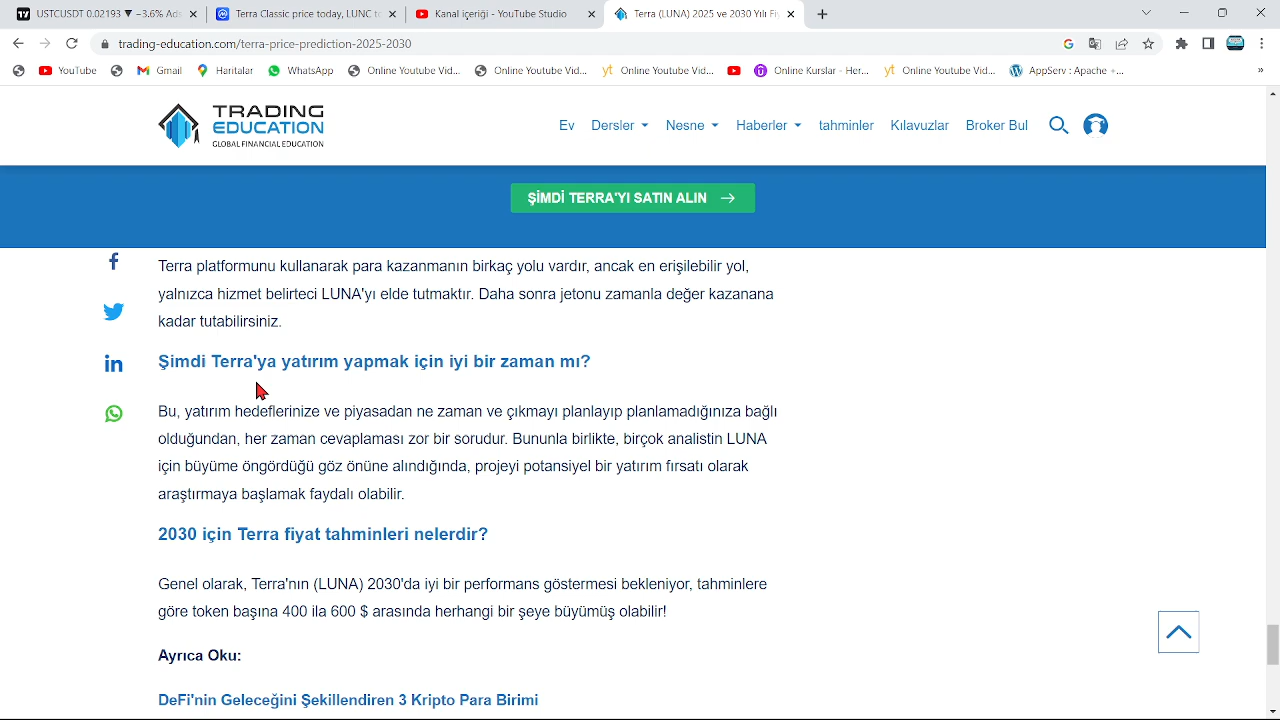 USTCUSDT 0.02193 ▼ −3.6% Ads
Terra Classic price today, LUNC to
Kanal içeriği - YouTube Studio
Terra (LUNA) 2025 ve 2030 Yılı Fi
trading-education.com/terra-price-prediction-2025-2030
YouTube
Gmail
Haritalar
WhatsApp
Online Youtube Vid...
Online Youtube Vid...
Online Youtube Vid...
Online Kurslar - Her...
Online Youtube Vid...
AppServ : Apache +...
»
TRADING
EDUCATION
GLOBAL FINANCIAL EDUCATION
Ev
Dersler
Nesne
Haberler
tahminler
Kılavuzlar
Broker Bul
ŞİMDİ TERRA'YI SATIN ALIN →
Terra platformunu kullanarak para kazanmanın birkaç yolu vardır, ancak en erişilebilir yol,
yalnızca hizmet belirteci LUNA'yı elde tutmaktır. Daha sonra jetonu zamanla değer kazanana
kadar tutabilirsiniz.
Şimdi Terra'ya yatırım yapmak için iyi bir zaman mı?
Bu, yatırım hedeflerinize ve piyasadan ne zaman ve çıkmayı planlayıp planlamadığınıza bağlı
olduğundan, her zaman cevaplaması zor bir sorudur. Bununla birlikte, birçok analistin LUNA
için büyüme öngördüğü göz önüne alındığında, projeyi potansiyel bir yatırım fırsatı olarak
araştırmaya başlamak faydalı olabilir.
2030 için Terra fiyat tahminleri nelerdir?
Genel olarak, Terra'nın (LUNA) 2030'da iyi bir performans göstermesi bekleniyor, tahminlere
göre token başına 400 ila 600 $ arasında herhangi bir şeye büyümüş olabilir!
Ayrıca Oku:
DeFi'nin Geleceğini Şekillendiren 3 Kripto Para Birimi